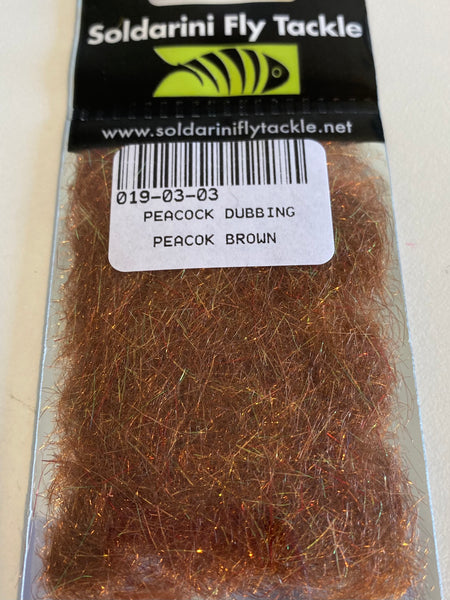 Soldarini Fly Tackle
www.soldariniflytackle.net
019-03-03
PEACOCK DUBBING
PEACOK BROWN